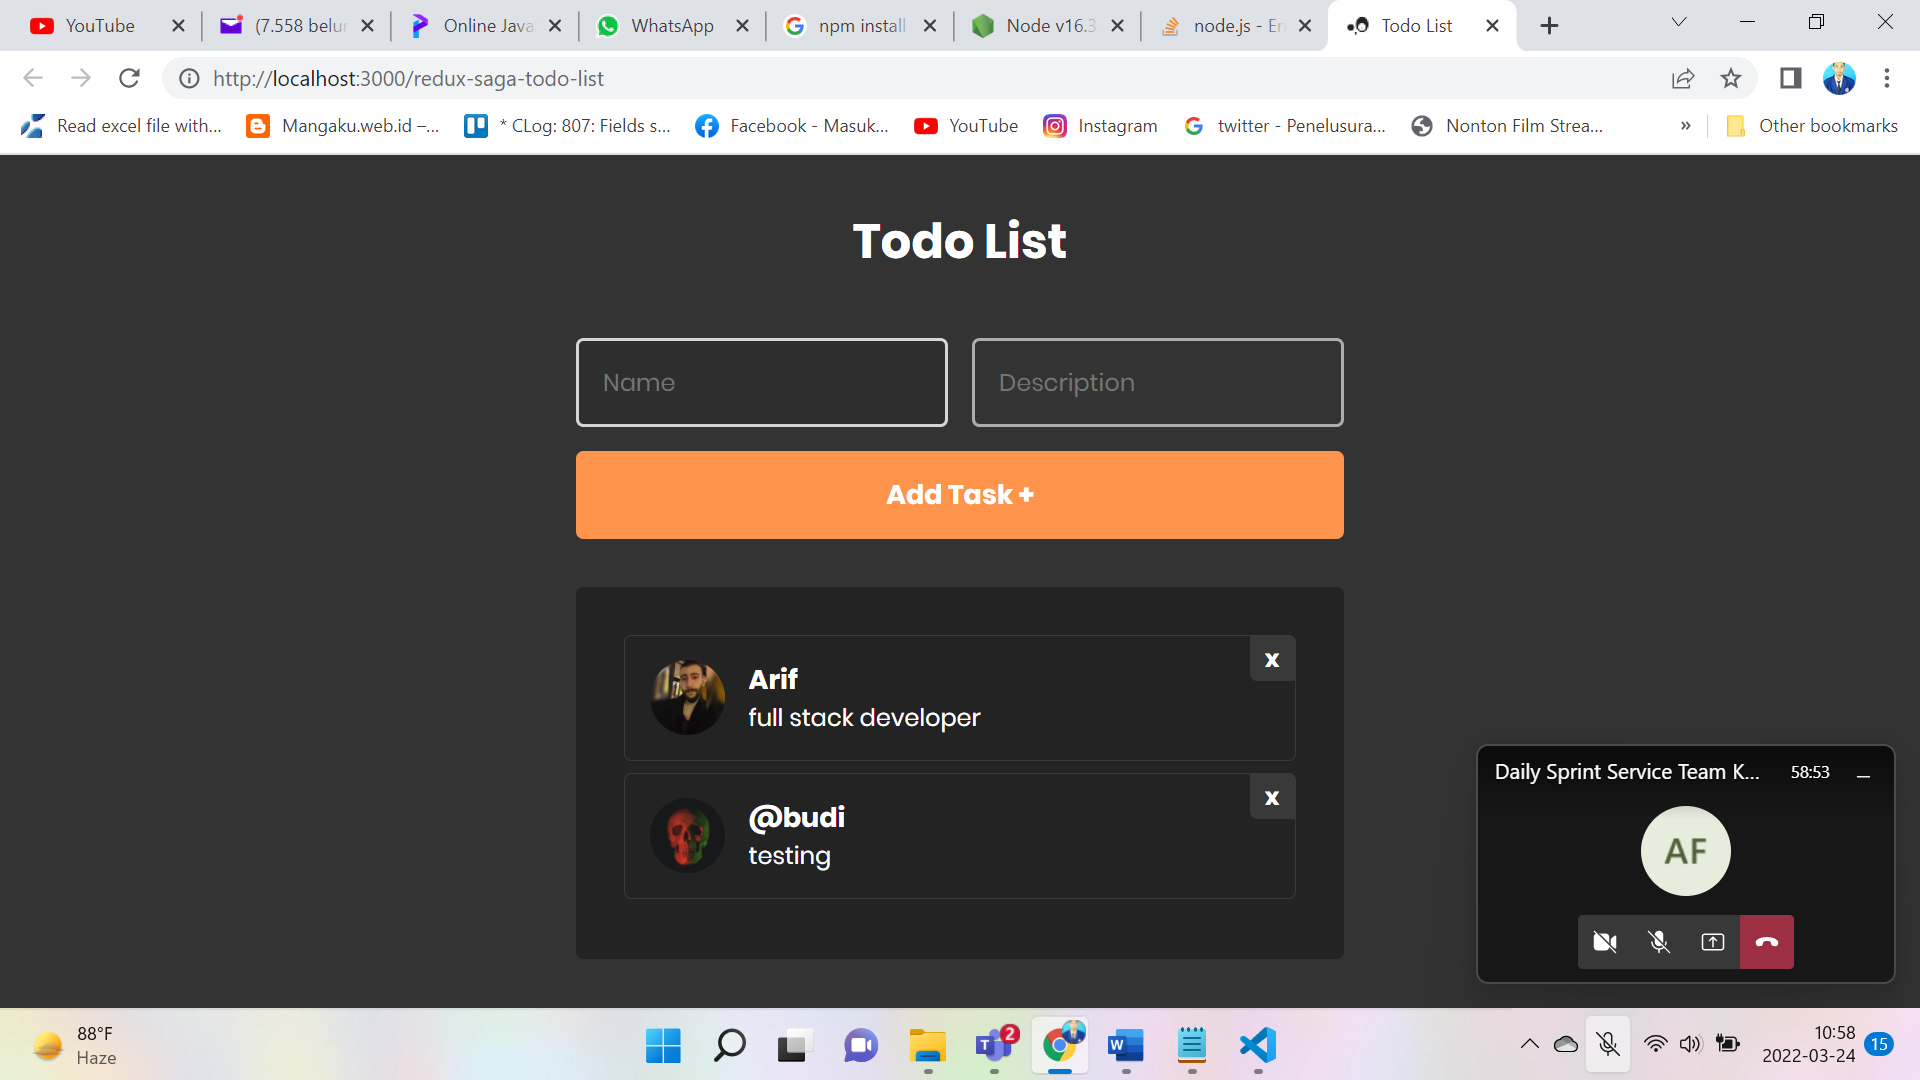 YouTube
(7.558 belur
Online Java
WhatsApp
npm install
Node v16.3
node.js - Err
Todo List
http://localhost:3000/redux-saga-todo-list
Read excel file with...
Mangaku.web.id –...
* CLog: 807: Fields s...
Facebook - Masuk...
YouTube
Instagram
twitter - Penelusura...
Nonton Film Strea...
»
Other bookmarks
Todo List
Name
Description
Add Task +
Arif
full stack developer
x
@budi
testing
x
Daily Sprint Service Team K...
58:53
AF
88°F
Haze
2
10:58
2022-03-24
15